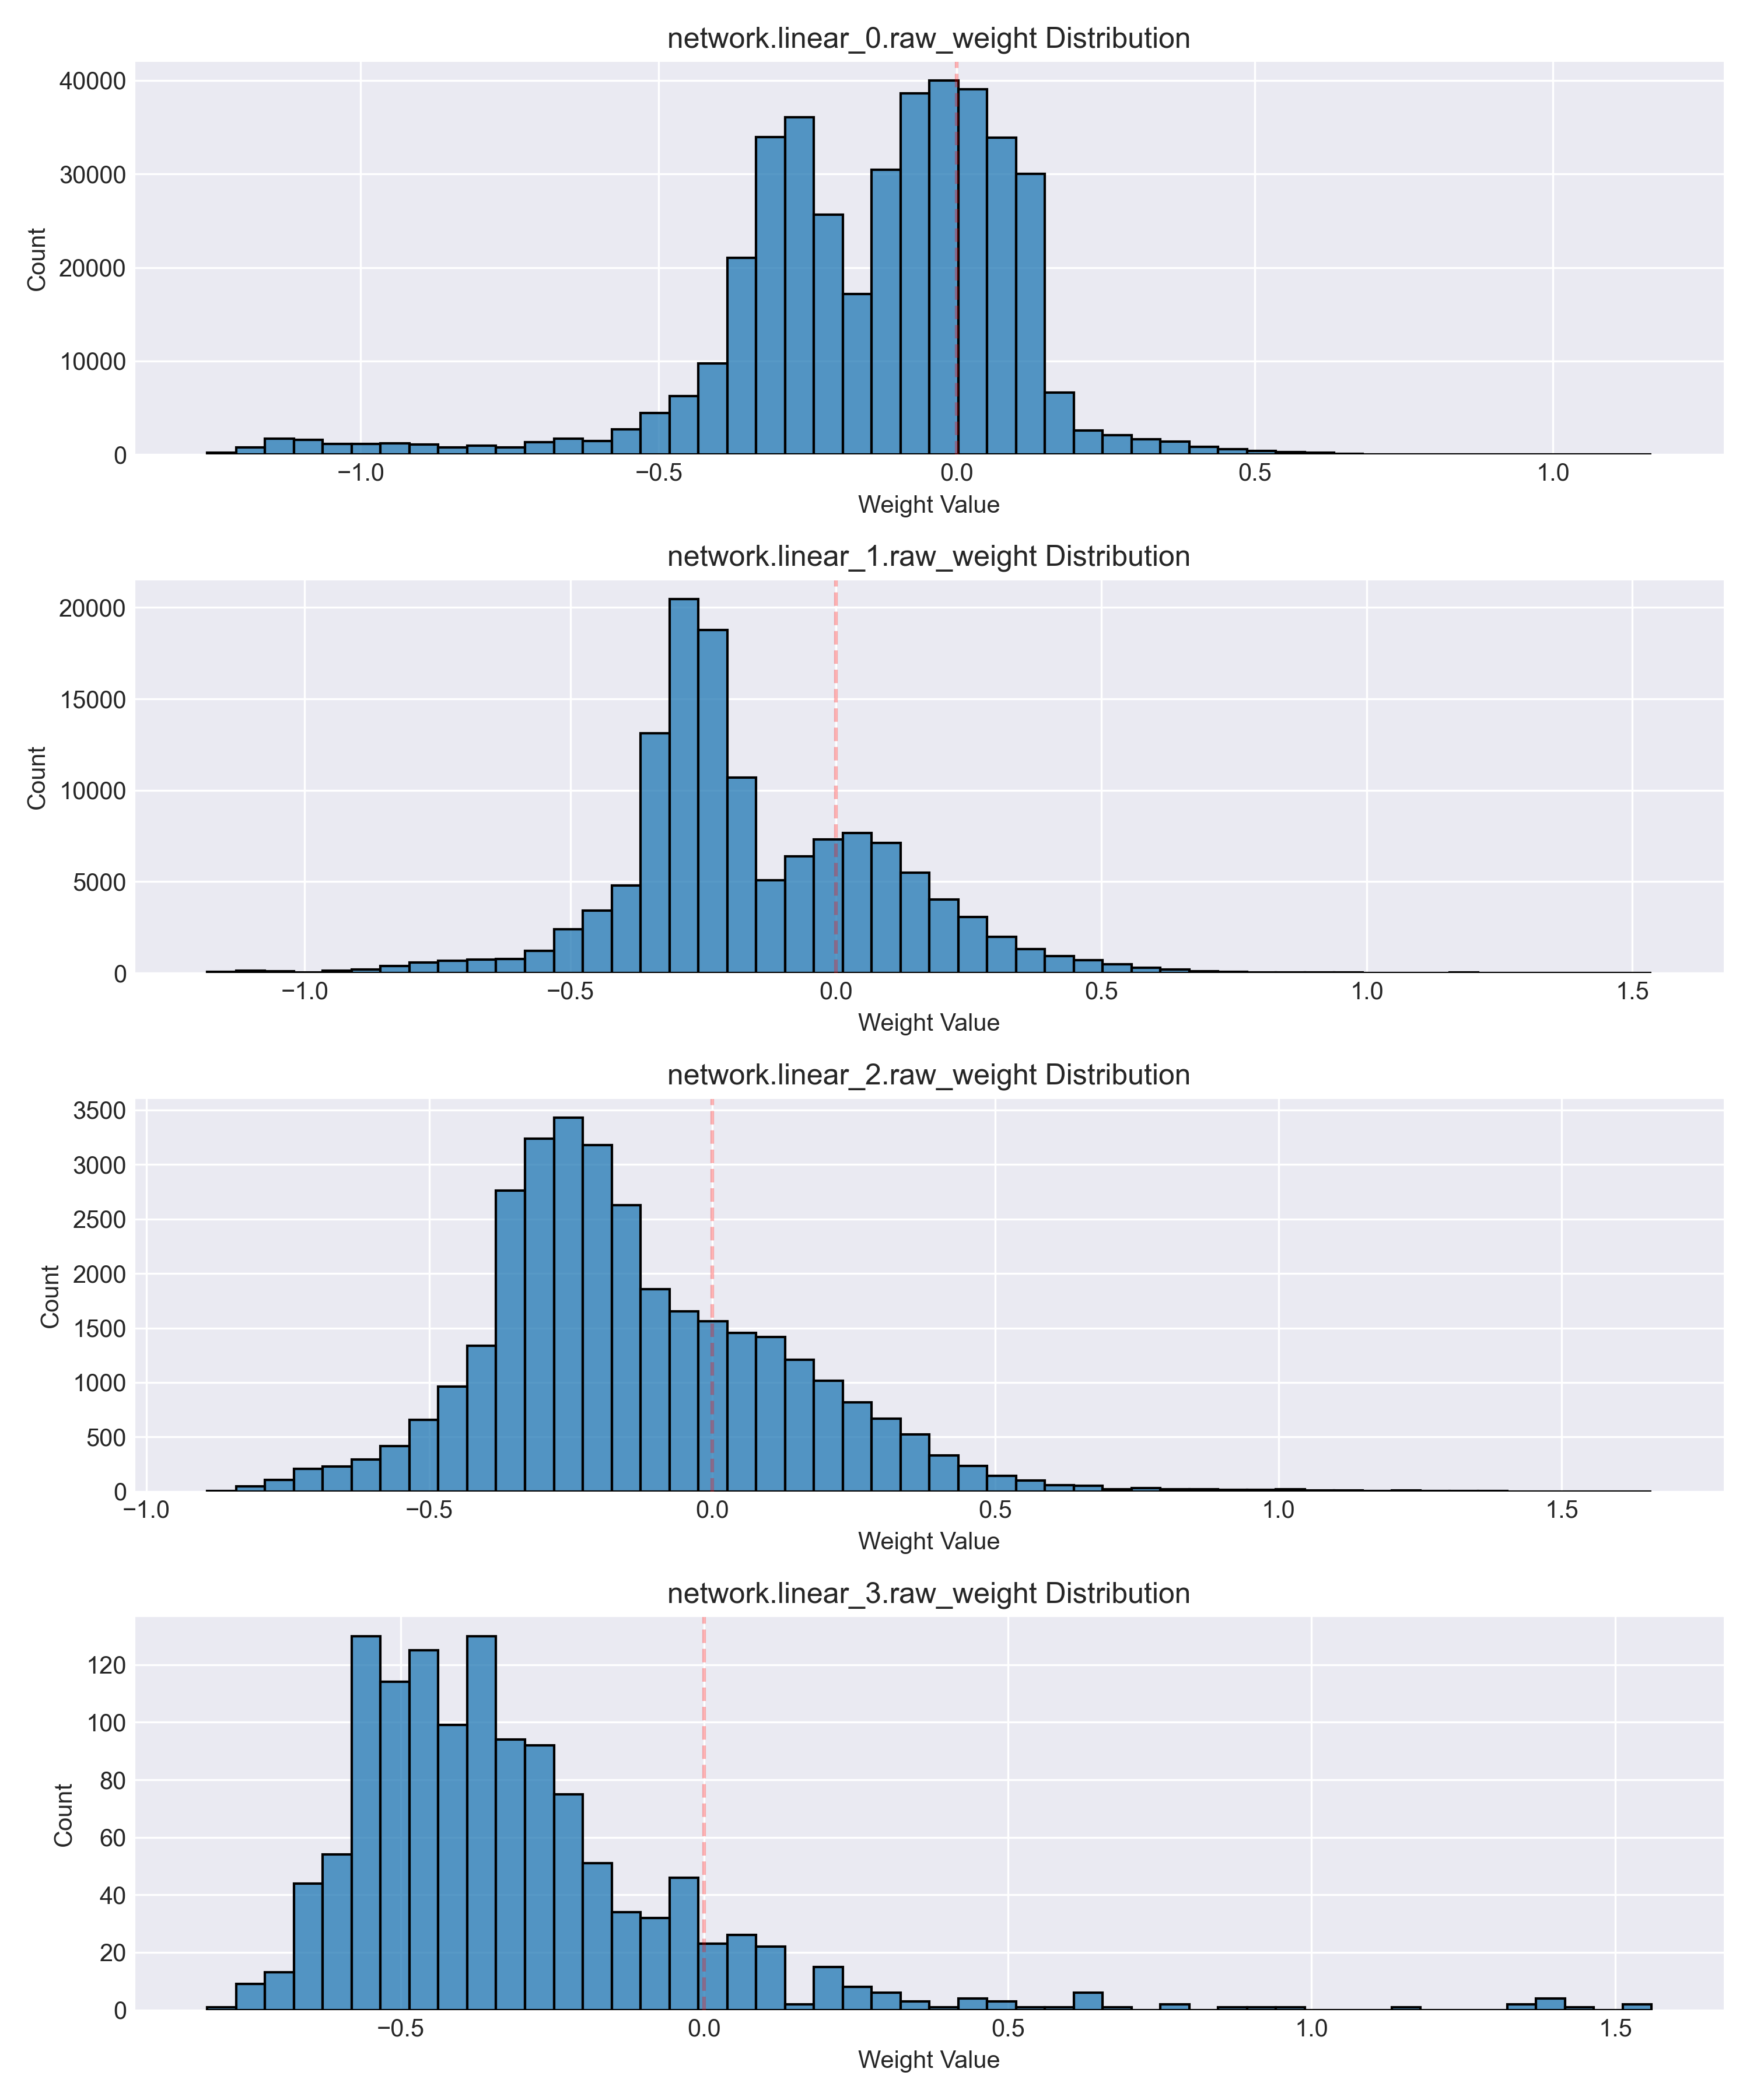 network.linear_0.raw_weight Distribution
40000
30000
20000
10000
0
Count
−1.0 −0.5 0.0 0.5 1.0
Weight Value
network.linear_1.raw_weight Distribution
20000
15000
10000
5000
0
Count
−1.0 −0.5 0.0 0.5 1.0 1.5
Weight Value
network.linear_2.raw_weight Distribution
3500
3000
2500
2000
1500
1000
500
0
Count
−1.0 −0.5 0.0 0.5 1.0 1.5
Weight Value
network.linear_3.raw_weight Distribution
120
100
80
60
40
20
0
Count
−0.5 0.0 0.5 1.0 1.5
Weight Value